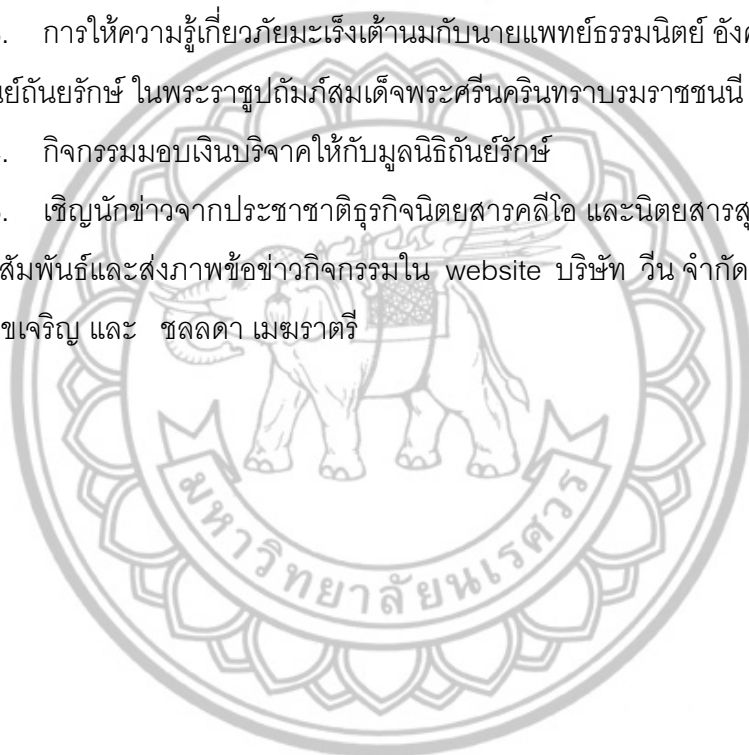 . การให้ความรู้เกี่ยวภัยมะเร็งเต้านมกับนายแพทย์ธรรมนิตย์
ถันยรักษ์ ในพระราชูปถัมภ์สมเด็จพระศรีนครินทราบรมราชชนนี
. กิจกรรมมอบเงินบริจาคให้กับมูลนิธิถันย์รักษ์
. เชิญนักข่าวจากประชาชาติธุรกิจนิตยสารคลีโอ และนิตยสาร
สัมพันธ์และส่งภาพข้อข่าวกิจกรรมใน website บริษัท วีน จำกัด
ขเจริญ และ ชลลดา เมฆราตรี
มหาวิทยาลัยนเรศวร